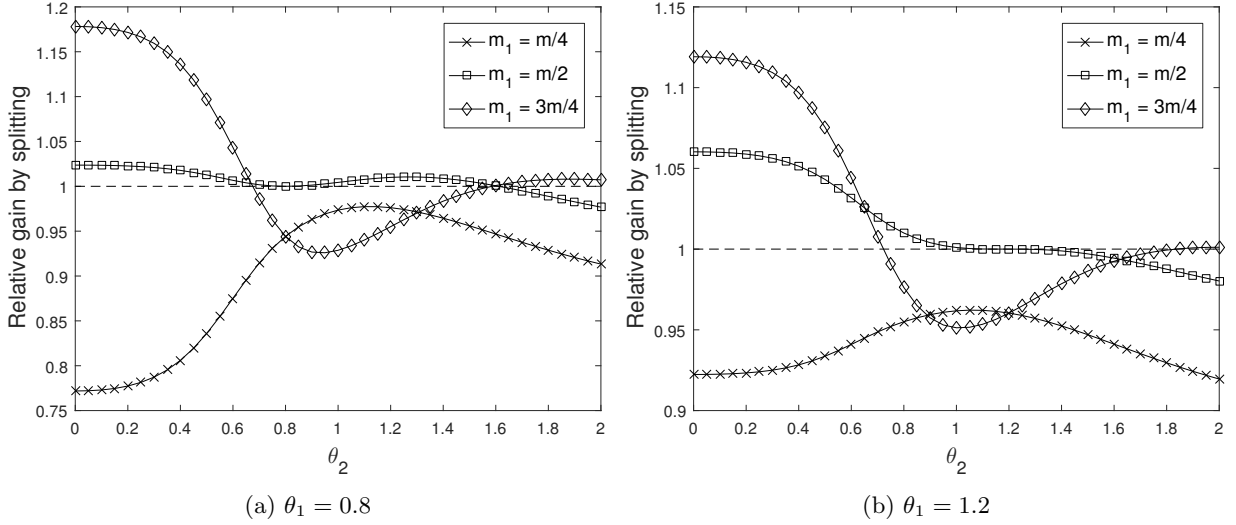 Relative gain by splitting
1.2
1.15
1.1
1.05
1
0.95
0.9
0.85
0.8
0.75
0 0.2 0.4 0.6 0.8 1 1.2 1.4 1.6 1.8 2
θ₂
m₁ = m/4
m₁ = m/2
m₁ = 3m/4
(a) θ₁ = 0.8
Relative gain by splitting
1.15
1.1
1.05
1
0.95
0.9
0 0.2 0.4 0.6 0.8 1 1.2 1.4 1.6 1.8 2
θ₂
m₁ = m/4
m₁ = m/2
m₁ = 3m/4
(b) θ₁ = 1.2